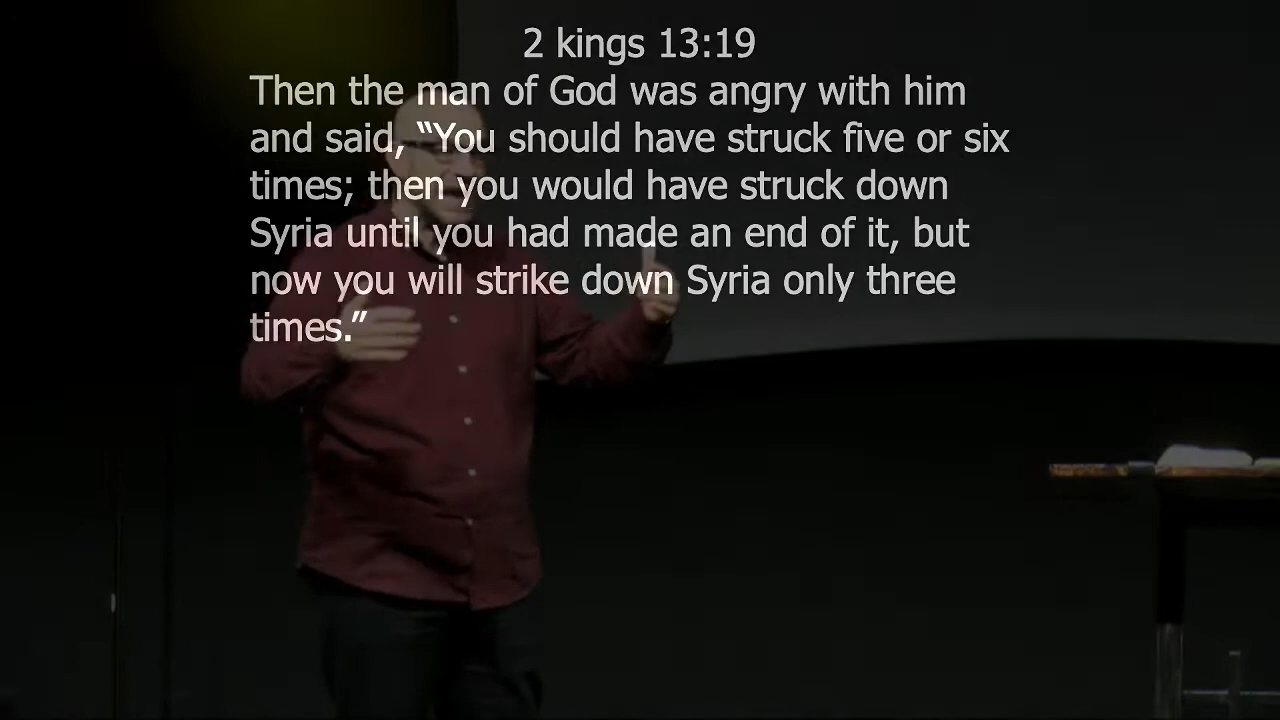 2 kings 13:19
Then the man of God was angry with him
and said, “You should have struck five or six
times; then you would have struck down
Syria until you had made an end of it, but
now you will strike down Syria only three
times.”